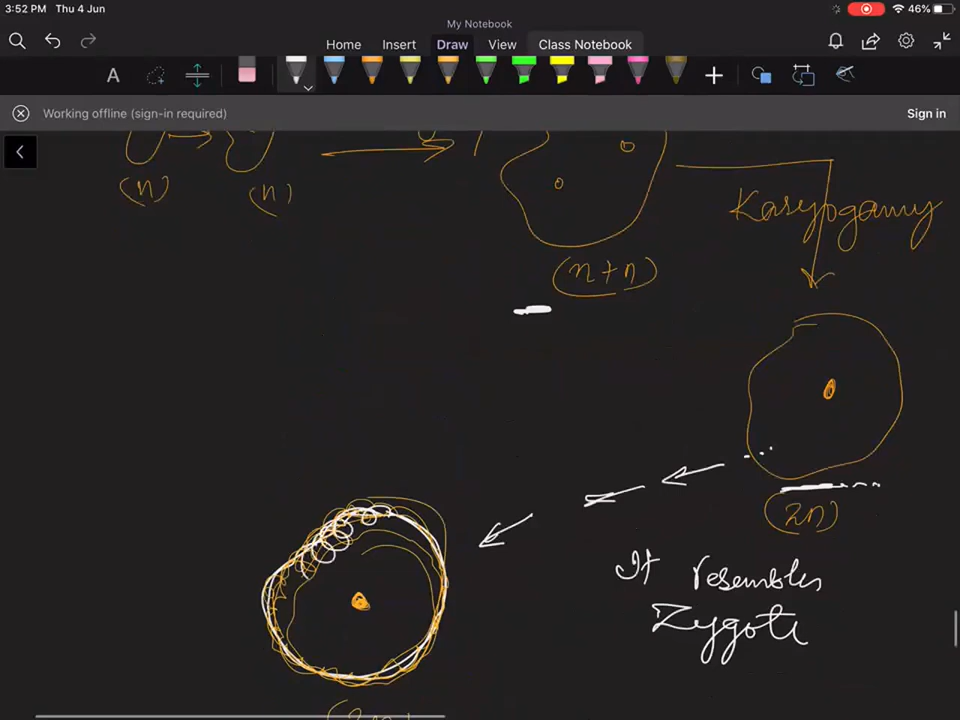 3:52 PM Thu 4 Jun
46%
My Notebook
Home Insert Draw View Class Notebook
A
Working offline (sign-in required)
Sign in
(n)
(n)
Karyogamy
(n+n)
(2n)
It resembles
Zygote